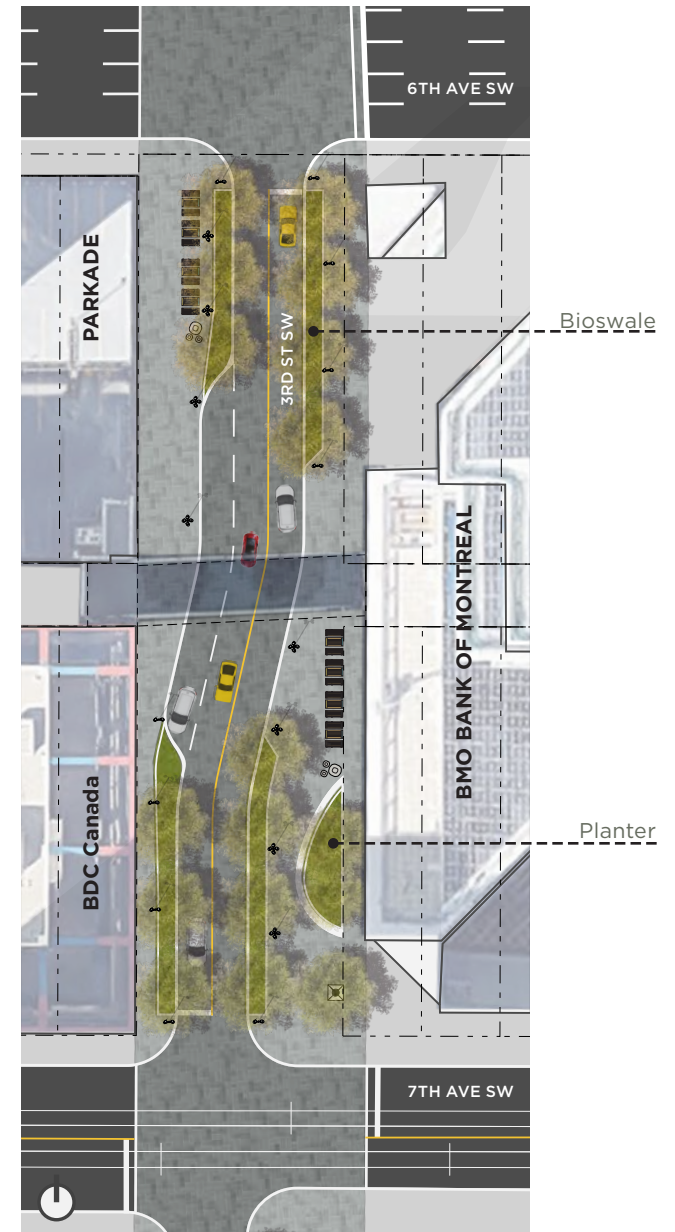 6TH AVE SW
PARKADE
3RD ST SW
Bioswale
BMO BANK OF MONTREAL
BDC Canada
Planter
7TH AVE SW